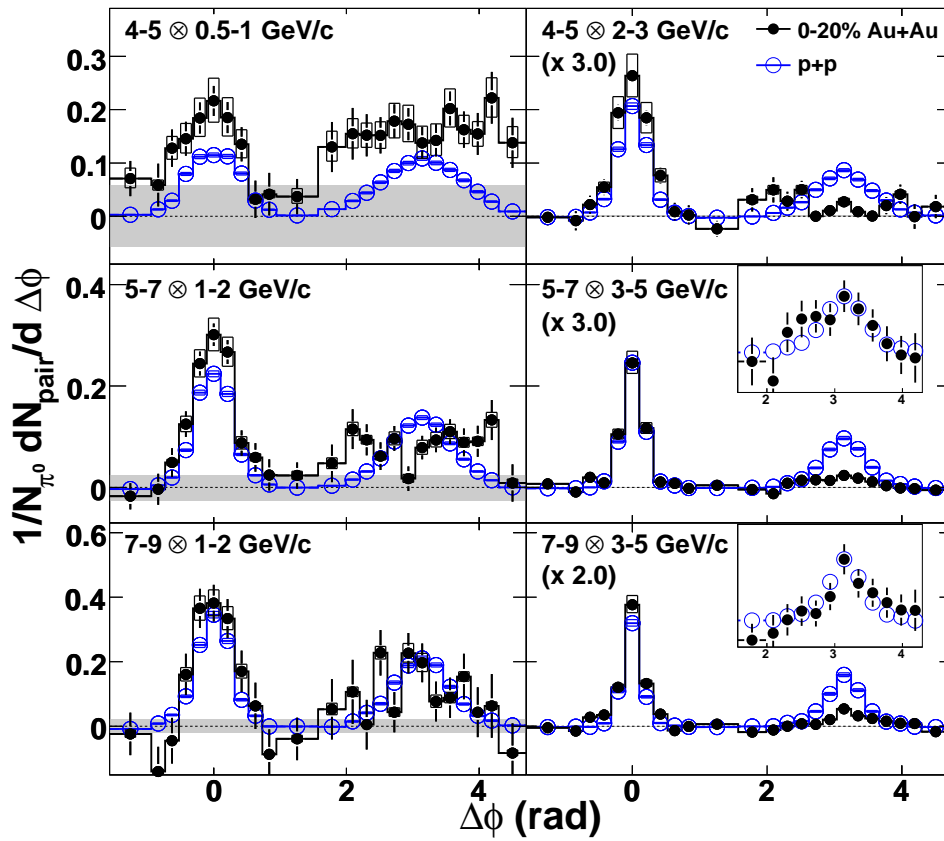 4-5 ⊗ 0.5-1 GeV/c
4-5 ⊗ 2-3 GeV/c
(x 3.0)
0-20% Au+Au
p+p
0.3
0.2
0.1
0
5-7 ⊗ 1-2 GeV/c
5-7 ⊗ 3-5 GeV/c
(x 3.0)
0.4
0.2
0
2 3 4
7-9 ⊗ 1-2 GeV/c
7-9 ⊗ 3-5 GeV/c
(x 2.0)
0.6
0.4
0.2
0
2 3 4
0 2 4
0 2 4
1/N_π⁰ dN_pair/d Δϕ
Δϕ (rad)